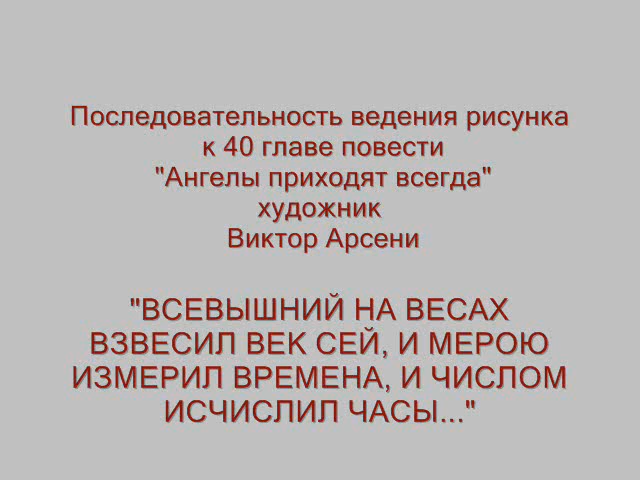 Последовательность ведения рисунка
к 40 главе повести
"Ангелы приходят всегда"
художник
Виктор Арсени
"ВСЕВЫШНИЙ НА ВЕСАХ
ВЗВЕСИЛ ВЕК СЕЙ, И МЕРОЮ
ИЗМЕРИЛ ВРЕМЕНА, И ЧИСЛОМ
ИСЧИСЛИЛ ЧАСЫ..."